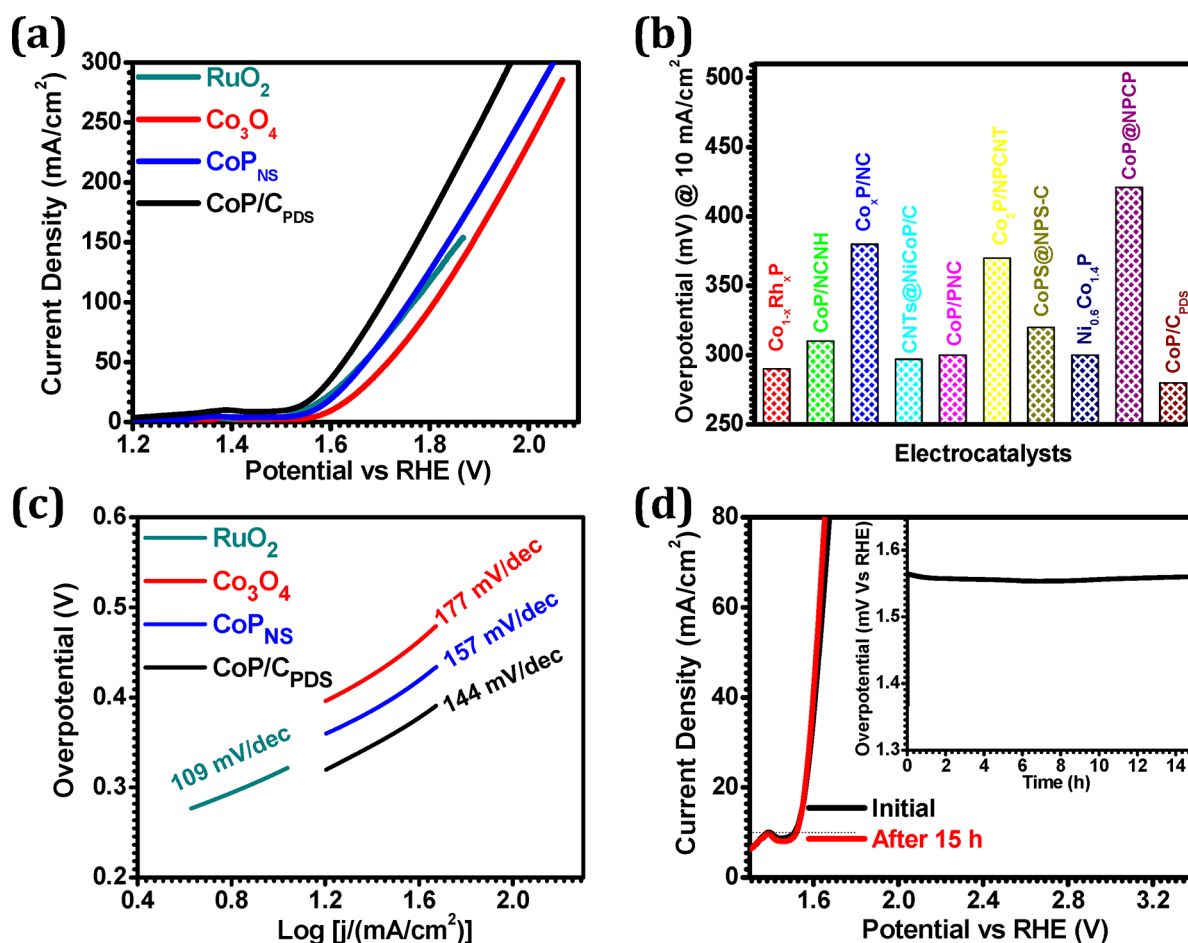 (a)
Current Density (mA/cm²)
300
250
200
150
100
50
0
RuO₂
Co₃O₄
CoP_NS
CoP/C_PDS
1.2 1.4 1.6 1.8 2.0
Potential vs RHE (V)
(b)
Overpotential (mV) @ 10 mA/cm²
500
450
400
350
300
250
Co₁₋ₓRhₓP
CoP/NCNH
CoₓP/NC
CNTs@NiCoP/C
CoP/PNC
Co₂P/NPCNT
CoPS@NPS-C
Ni₀.₆Co₁.₄P
CoP@NPCP
CoP/C_PDS
Electrocatalysts
(c)
Overpotential (V)
0.6
0.5
0.4
0.3
0.2
RuO₂
Co₃O₄
CoP_NS
CoP/C_PDS
177 mV/dec
157 mV/dec
144 mV/dec
109 mV/dec
0.4 0.8 1.2 1.6 2.0
Log [j/(mA/cm²)]
(d)
Current Density (mA/cm²)
80
60
40
20
0
Overpotential (mV Vs RHE)
1.6
1.5
1.4
1.3
0 2 4 6 8 10 12 14
Time (h)
Initial
After 15 h
1.6 2.0 2.4 2.8 3.2
Potential vs RHE (V)